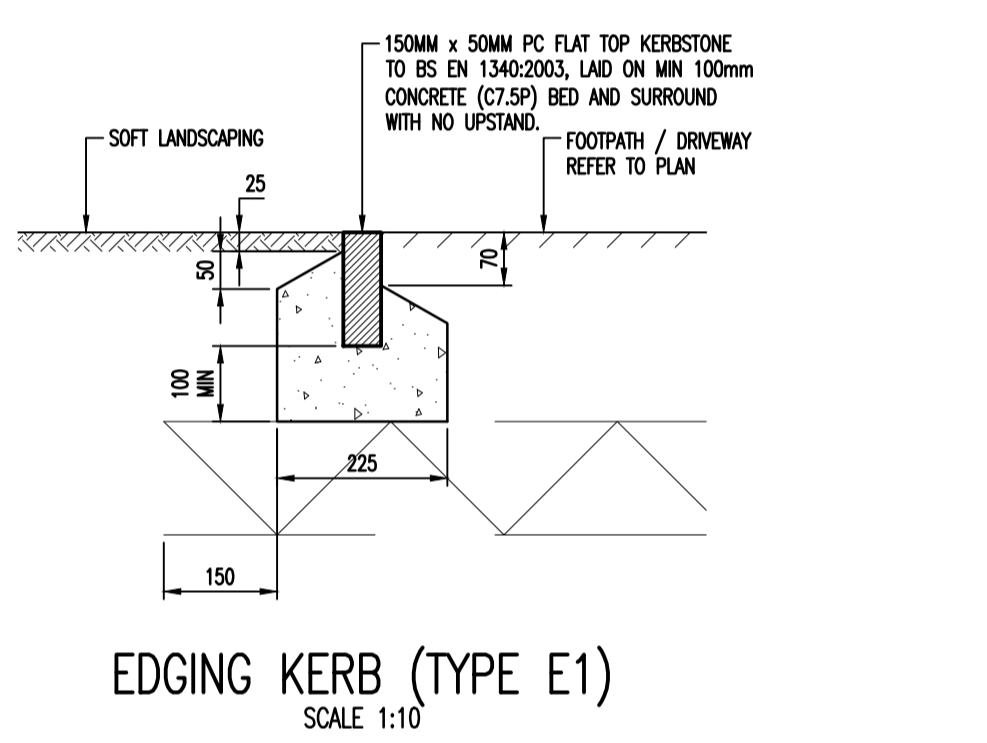 150MM x 50MM PC FLAT TOP KERBSTONE
TO BS EN 1340:2003, LAID ON MIN 100mm
CONCRETE (C7.5P) BED AND SURROUND
WITH NO UPSTAND.
SOFT LANDSCAPING
FOOTPATH / DRIVEWAY
REFER TO PLAN
25
50
70
100
MIN
225
150
EDGING KERB (TYPE E1)
SCALE 1:10